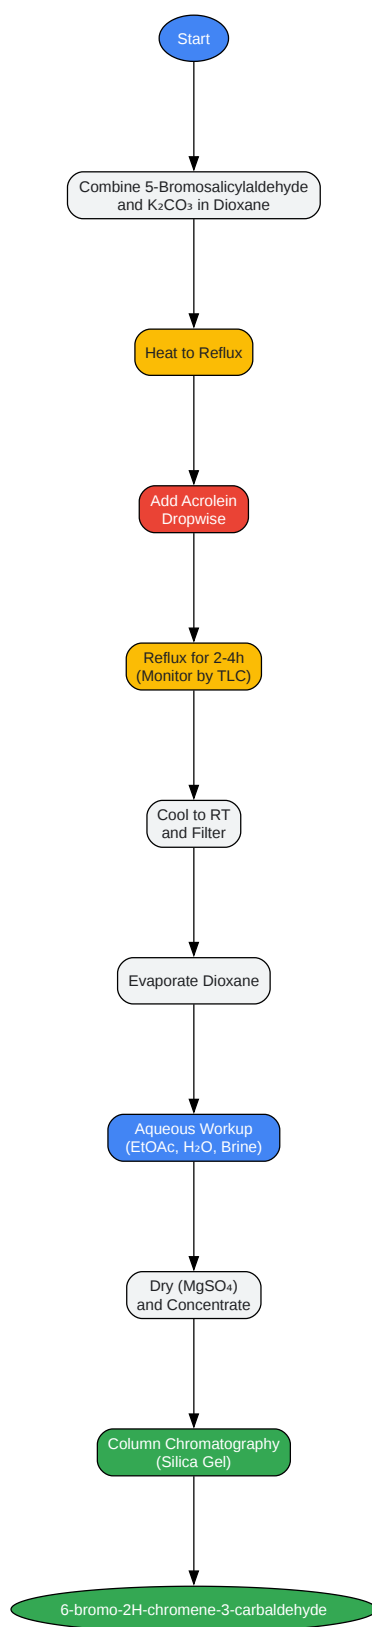 Start
Combine 5-Bromosalicylaldehyde
and K₂CO₃ in Dioxane
Heat to Reflux
Add Acrolein
Dropwise
Reflux for 2-4h
(Monitor by TLC)
Cool to RT
and Filter
Evaporate Dioxane
Aqueous Workup
(EtOAc, H₂O, Brine)
Dry (MgSO₄)
and Concentrate
Column Chromatography
(Silica Gel)
6-bromo-2H-chromene-3-carbaldehyde